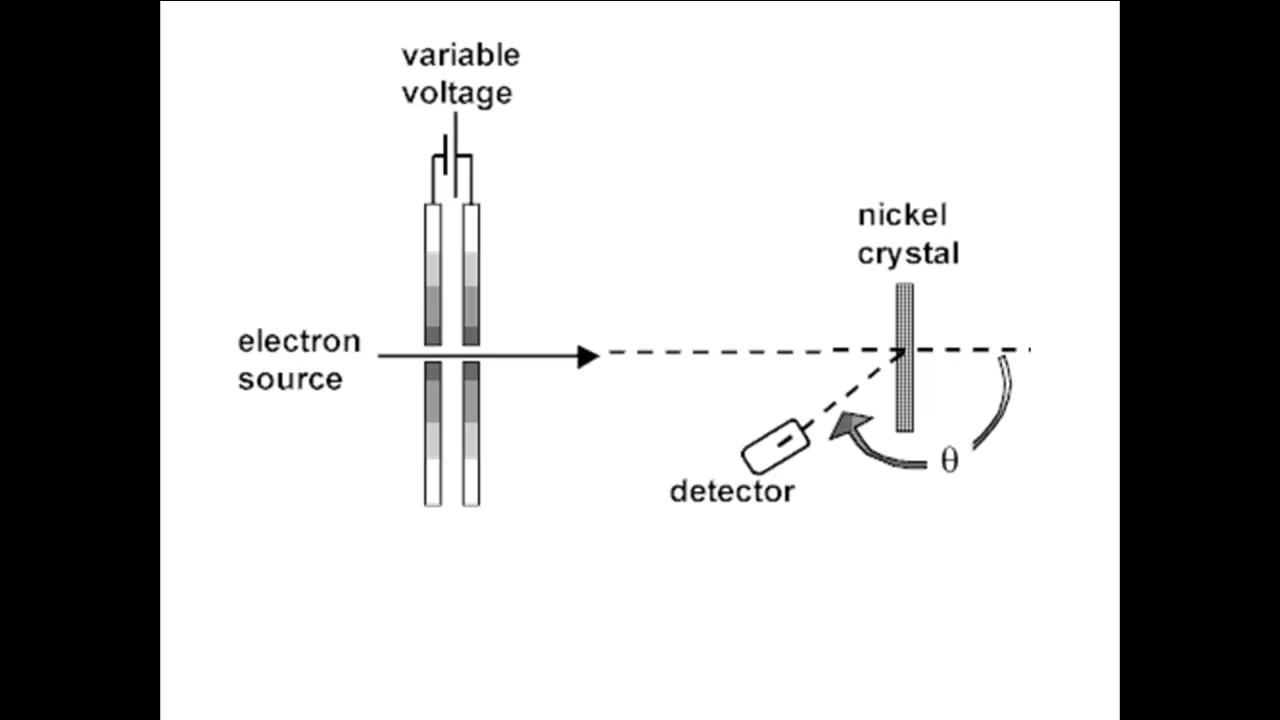 variable
voltage
nickel
crystal
electron
source
θ
detector